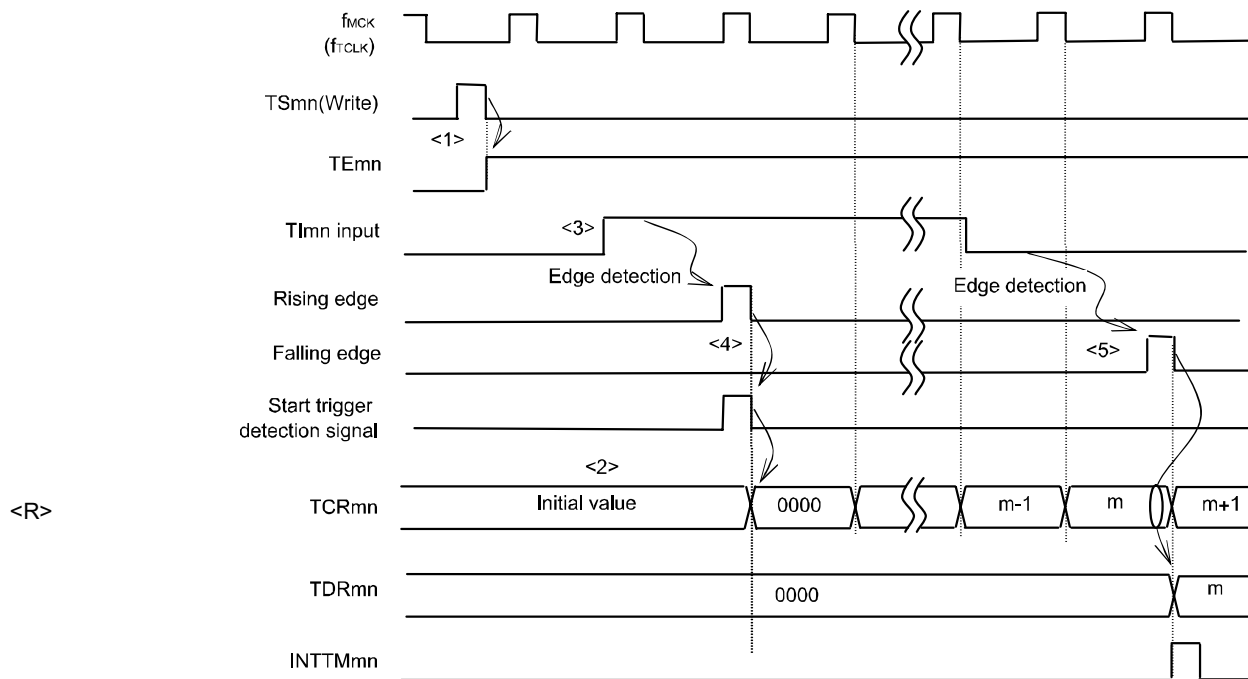 fMCK
(fTCLK)
TSmn(Write)
<1>
TEmn
TImn input
<3>
Edge detection
Edge detection
Rising edge
<4>
<5>
Falling edge
Start trigger
detection signal
<2>
<R>
TCRmn
Initial value
0000
m-1
m
m+1
TDRmn
0000
m
INTTMmn